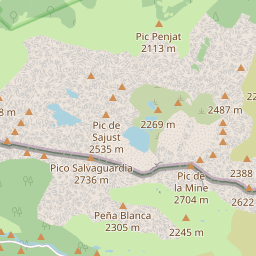 Pic Penjat
2113 m
8 m
2487 m
2269 m
Pic de
Sajust
2535 m
Pico Salvaguardia
2736 m
Pic de
la Mine
2704 m
2388
2622
Peña Blanca
2305 m
2245 m